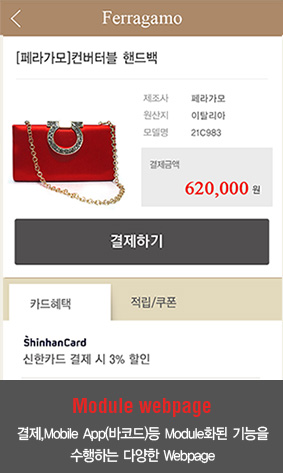 Ferragamo
[페라가모]컨버터블 핸드백
제조사 페라가모
원산지 이탈리아
모델명 21C983
결제금액
620,000 원
결제하기
카드혜택 적립/쿠폰
ShinhanCard
신한카드 결제 시 3% 할인
Module webpage
결제,Mobile App(바코드)등 Module화된 기능을
수행하는 다양한 Webpage